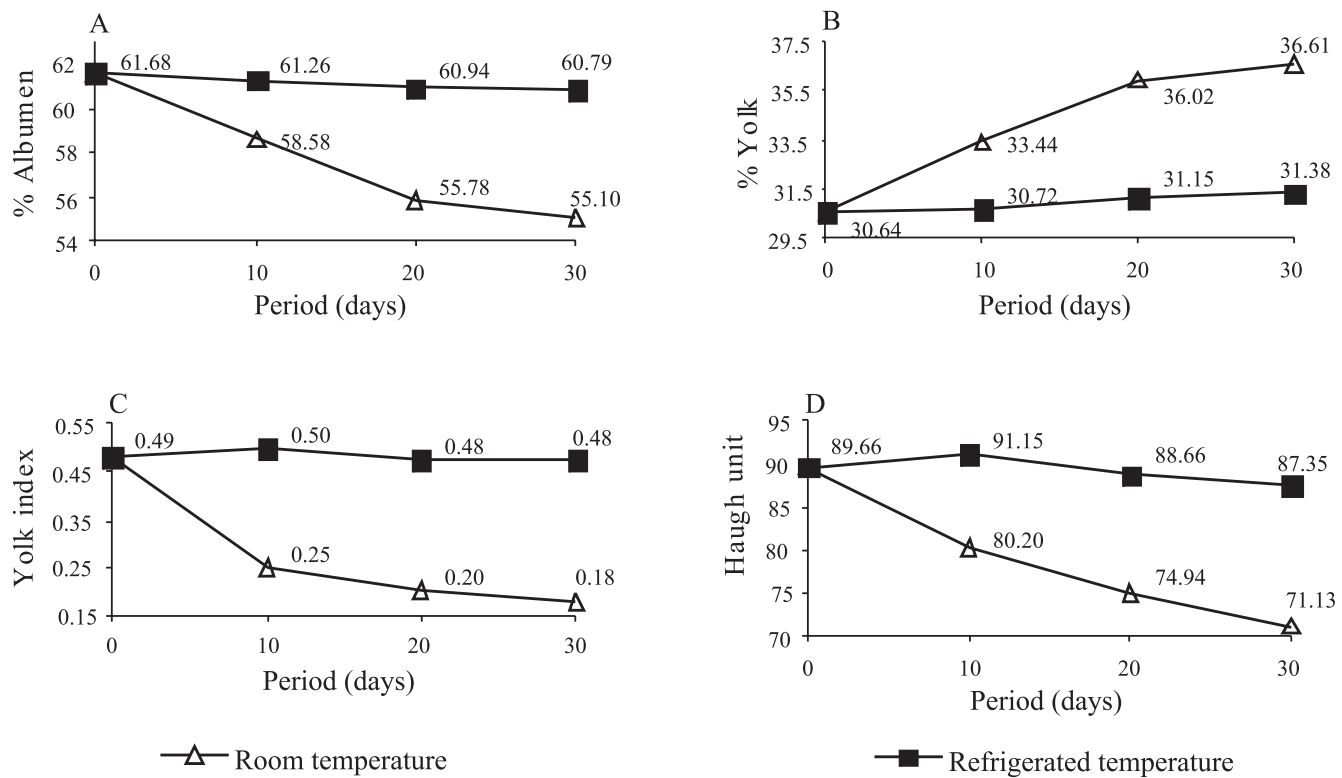 A
% Albumen
62
60
58
56
54
61.68
61.26
60.94
60.79
58.58
55.78
55.10
0 10 20 30
Period (days)
B
% Yolk
37.5
35.5
33.5
31.5
29.5
36.61
36.02
33.44
31.38
31.15
30.72
30.64
0 10 20 30
Period (days)
C
Yolk index
0.55
0.45
0.35
0.25
0.15
0.49
0.50
0.48
0.48
0.25
0.20
0.18
0 10 20 30
Period (days)
D
Haugh unit
95
90
85
80
75
70
89.66
91.15
88.66
87.35
80.20
74.94
71.13
0 10 20 30
Period (days)
Room temperature
Refrigerated temperature